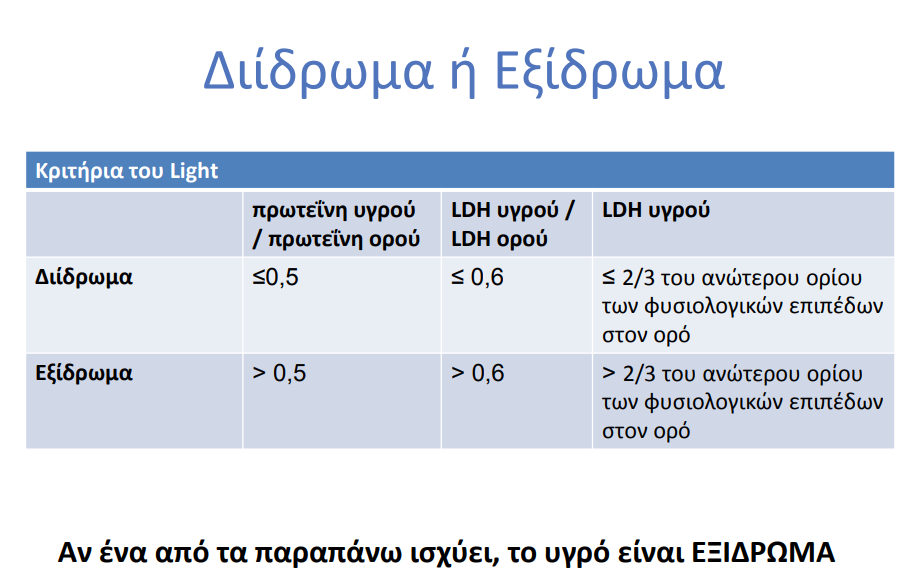 Διίδρωμα ή Εξίδρωμα
Κριτήρια του Light
πρωτεΐνη υγρού
/ πρωτεΐνη ορού
LDH υγρού /
LDH ορού
LDH υγρού
Διίδρωμα
≤0,5
≤ 0,6
≤ 2/3 του ανώτερου ορίου
των φυσιολογικών επιπέδων
στον ορό
Εξίδρωμα
> 0,5
> 0,6
> 2/3 του ανώτερου ορίου
των φυσιολογικών επιπέδων
στον ορό
Αν ένα από τα παραπάνω ισχύει, το υγρό είναι ΕΞΙΔΡΩΜΑ